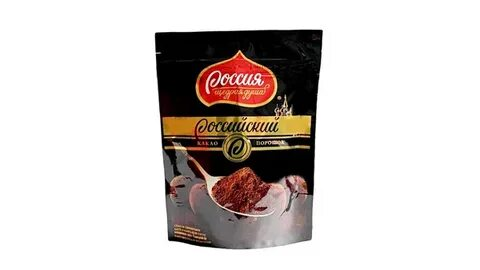 Россия
щедрая душа
Российский
КАКАО ПОРОШОК